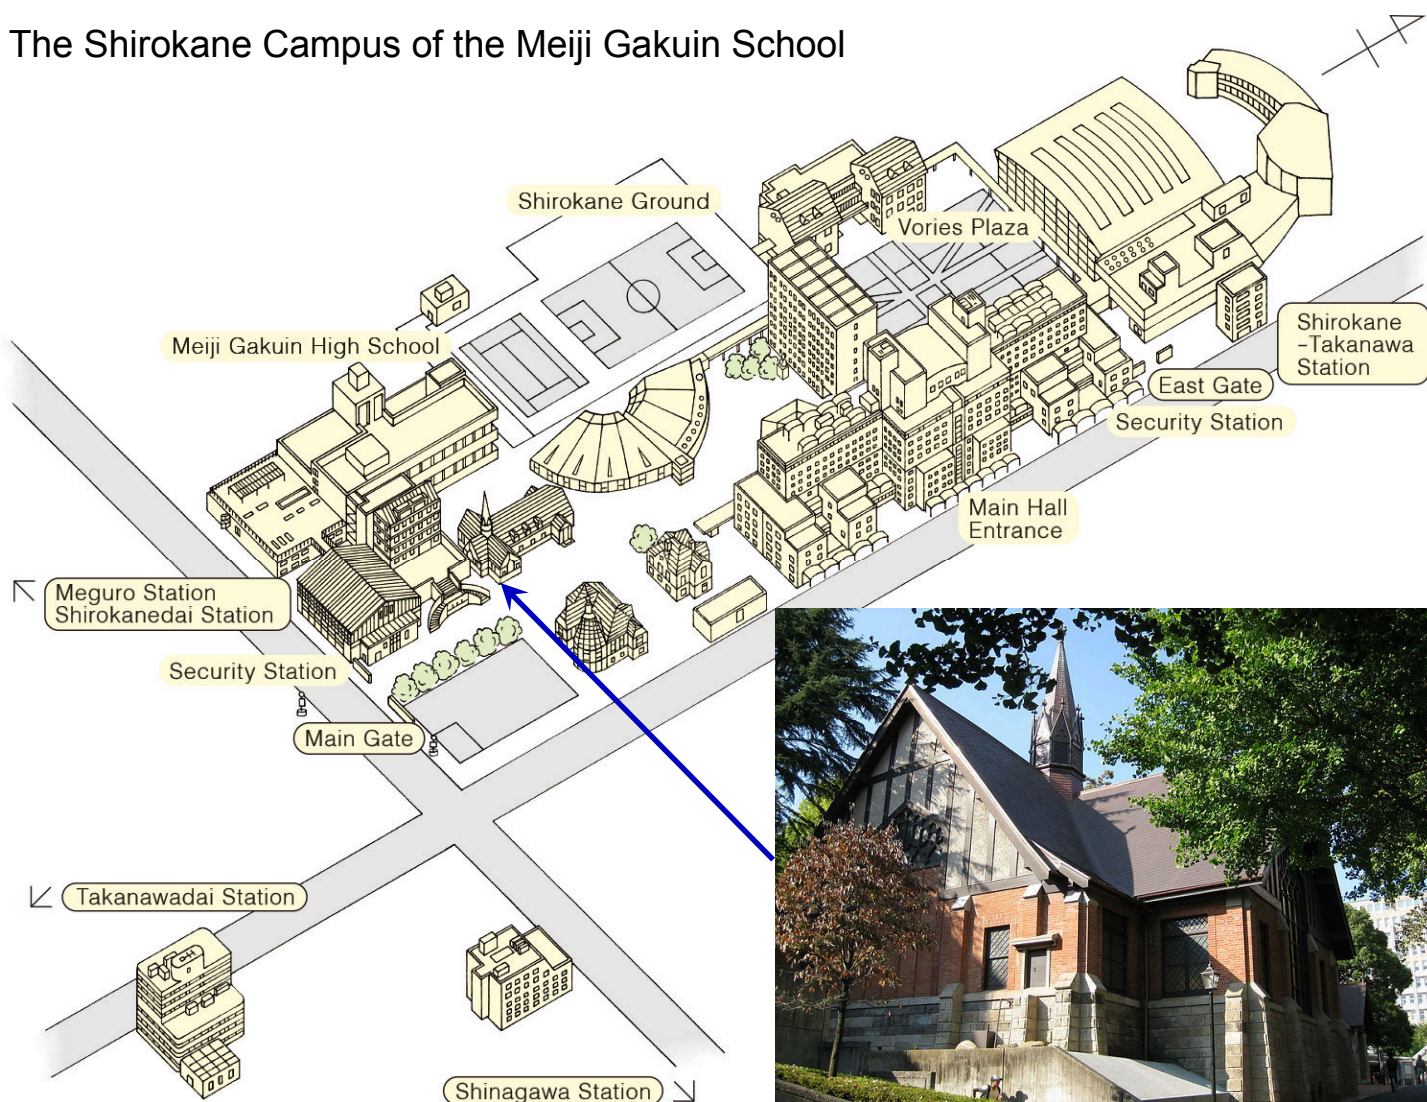 The Shirokane Campus of the Meiji Gakuin School
Shirokane Ground
Vories Plaza
Meiji Gakuin High School
Shirokane
-Takanawa
Station
East Gate
Security Station
Main Hall
Entrance
Meguro Station
Shirokanedai Station
Security Station
Main Gate
Takanawadai Station
Shinagawa Station